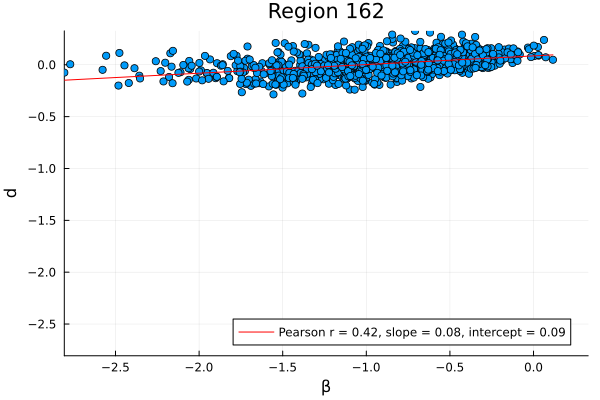 Region 162
d
0.0
−0.5
−1.0
−1.5
−2.0
−2.5
Pearson r = 0.42, slope = 0.08, intercept = 0.09
−2.5 −2.0 −1.5 −1.0 −0.5 0.0
β